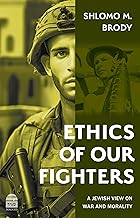 SHLOMO M.
BRODY
ETHICS
OF OUR
FIGHTERS
A JEWISH VIEW ON
WAR AND MORALITY